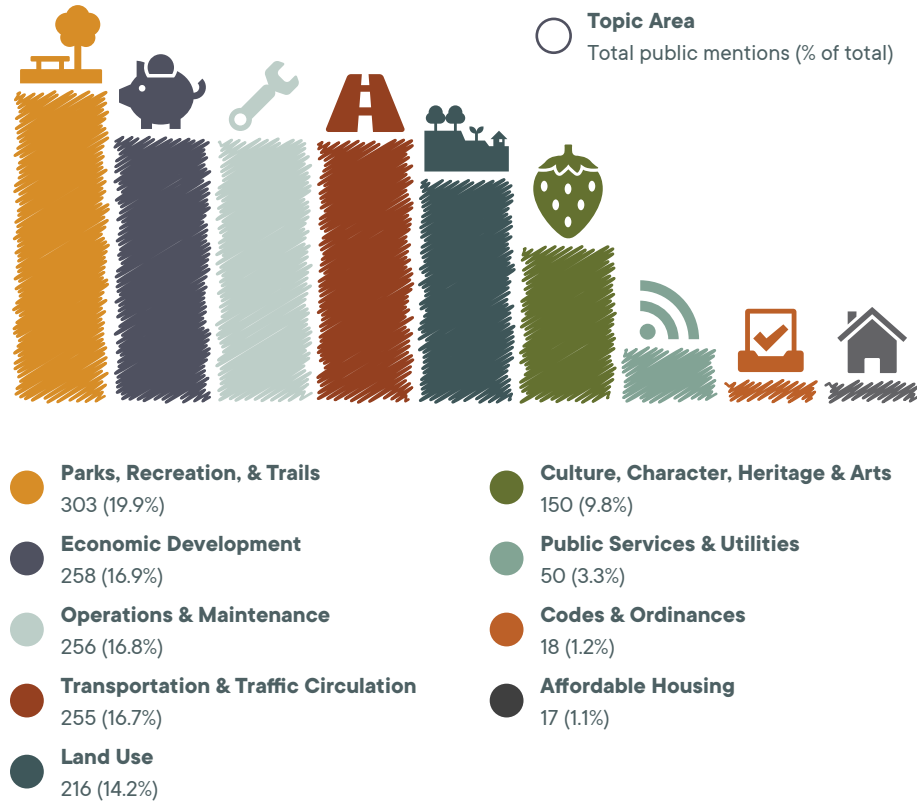 Topic Area
Total public mentions (% of total)
Parks, Recreation, & Trails
303 (19.9%)
Economic Development
258 (16.9%)
Operations & Maintenance
256 (16.8%)
Transportation & Traffic Circulation
255 (16.7%)
Land Use
216 (14.2%)
Culture, Character, Heritage & Arts
150 (9.8%)
Public Services & Utilities
50 (3.3%)
Codes & Ordinances
18 (1.2%)
Affordable Housing
17 (1.1%)